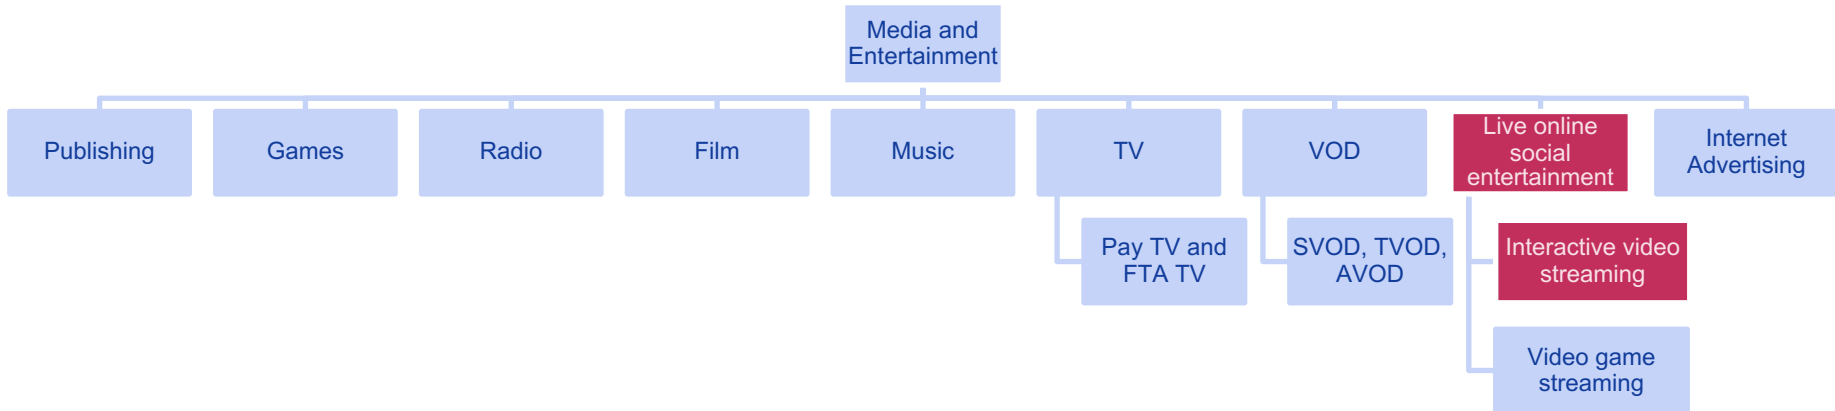 Media and
Entertainment
Publishing
Games
Radio
Film
Music
TV
VOD
Live online
social
entertainment
Internet
Advertising
Pay TV and
FTA TV
SVOD, TVOD,
AVOD
Interactive video
streaming
Video game
streaming